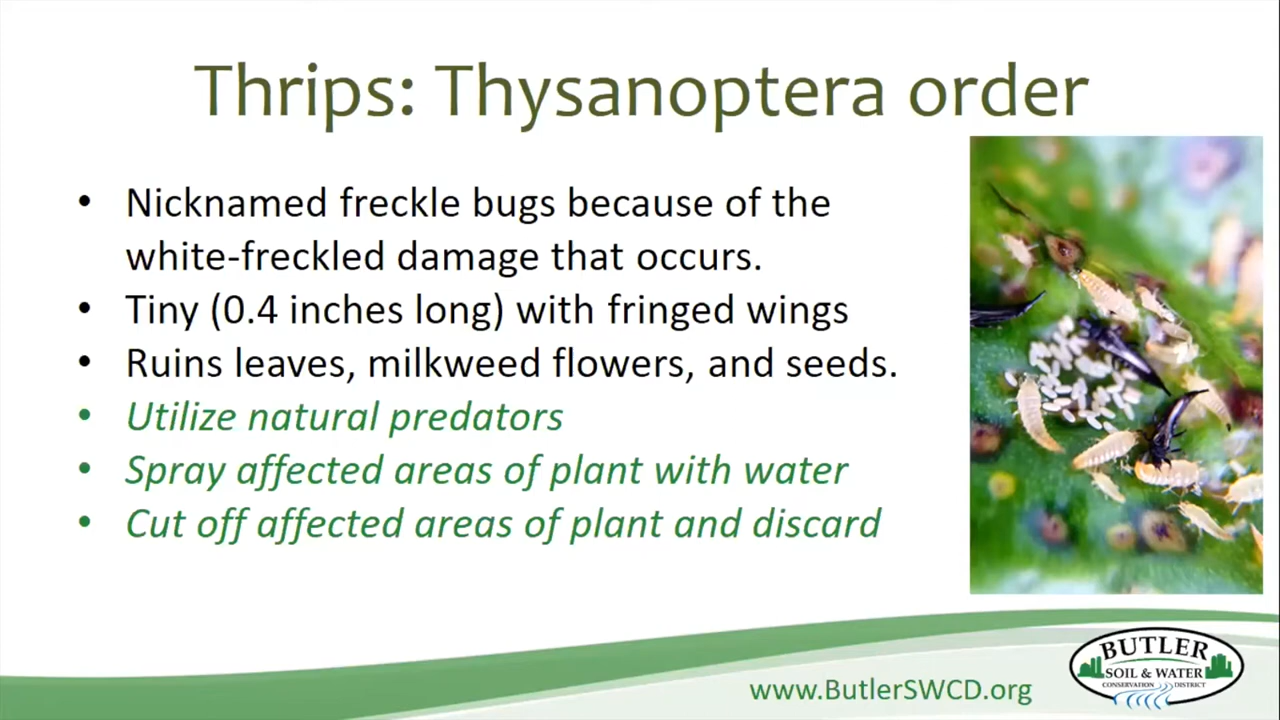 Thrips: Thysanoptera order
• Nicknamed freckle bugs because of the
white-freckled damage that occurs.
• Tiny (0.4 inches long) with fringed wings
• Ruins leaves, milkweed flowers, and seeds.
• Utilize natural predators
• Spray affected areas of plant with water
• Cut off affected areas of plant and discard
www.ButlerSWCD.org
BUTLER
SOIL & WATER
CONSERVATION DISTRICT